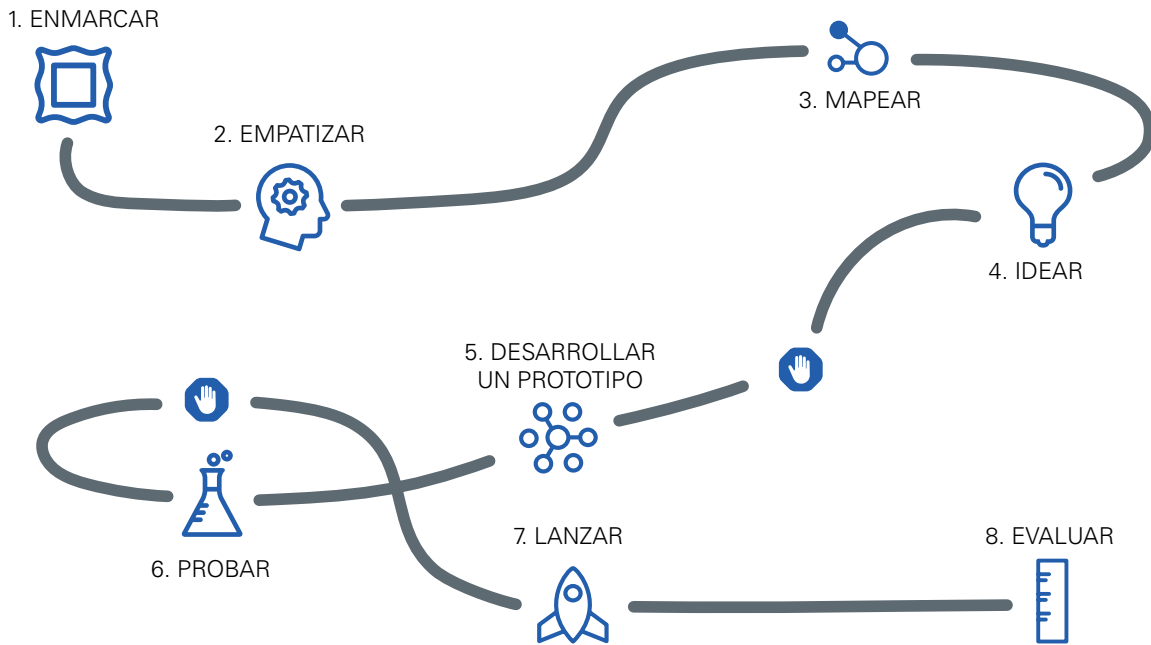 1. ENMARCAR
2. EMPATIZAR
3. MAPEAR
4. IDEAR
5. DESARROLLAR
UN PROTOTIPO
6. PROBAR
7. LANZAR
8. EVALUAR